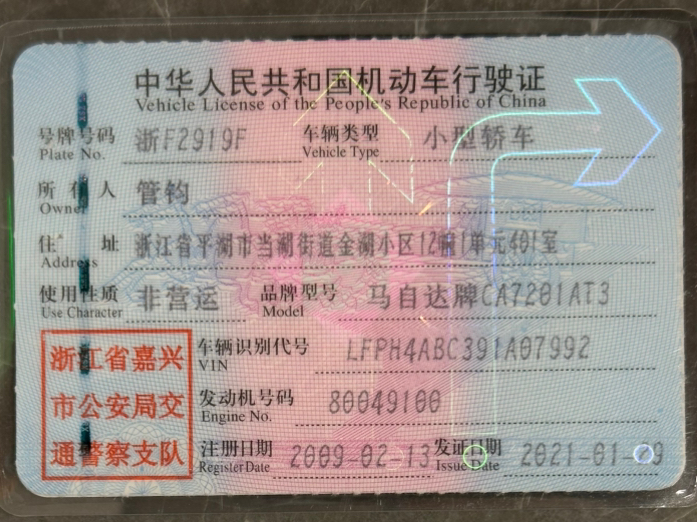 中华人民共和国机动车行驶证
Vehicle License of the People's Republic of China
号牌号码 浙F2919F 车辆类型 小型轿车
Plate No. Vehicle Type
所有人 管钧
Owner
住址 浙江省平湖市当湖街道金湖小区12幢1单元401室
Address
使用性质 非营运 品牌型号 马自达牌CA7201AT3
Use Character Model
浙江省嘉兴
市公安局交
通警察支队
车辆识别代号 LFPH4ABC391A07992
VIN
发动机号码 80049100
Engine No.
注册日期 2009-02-13 发证日期 2021-01-09
Register Date Issue Date